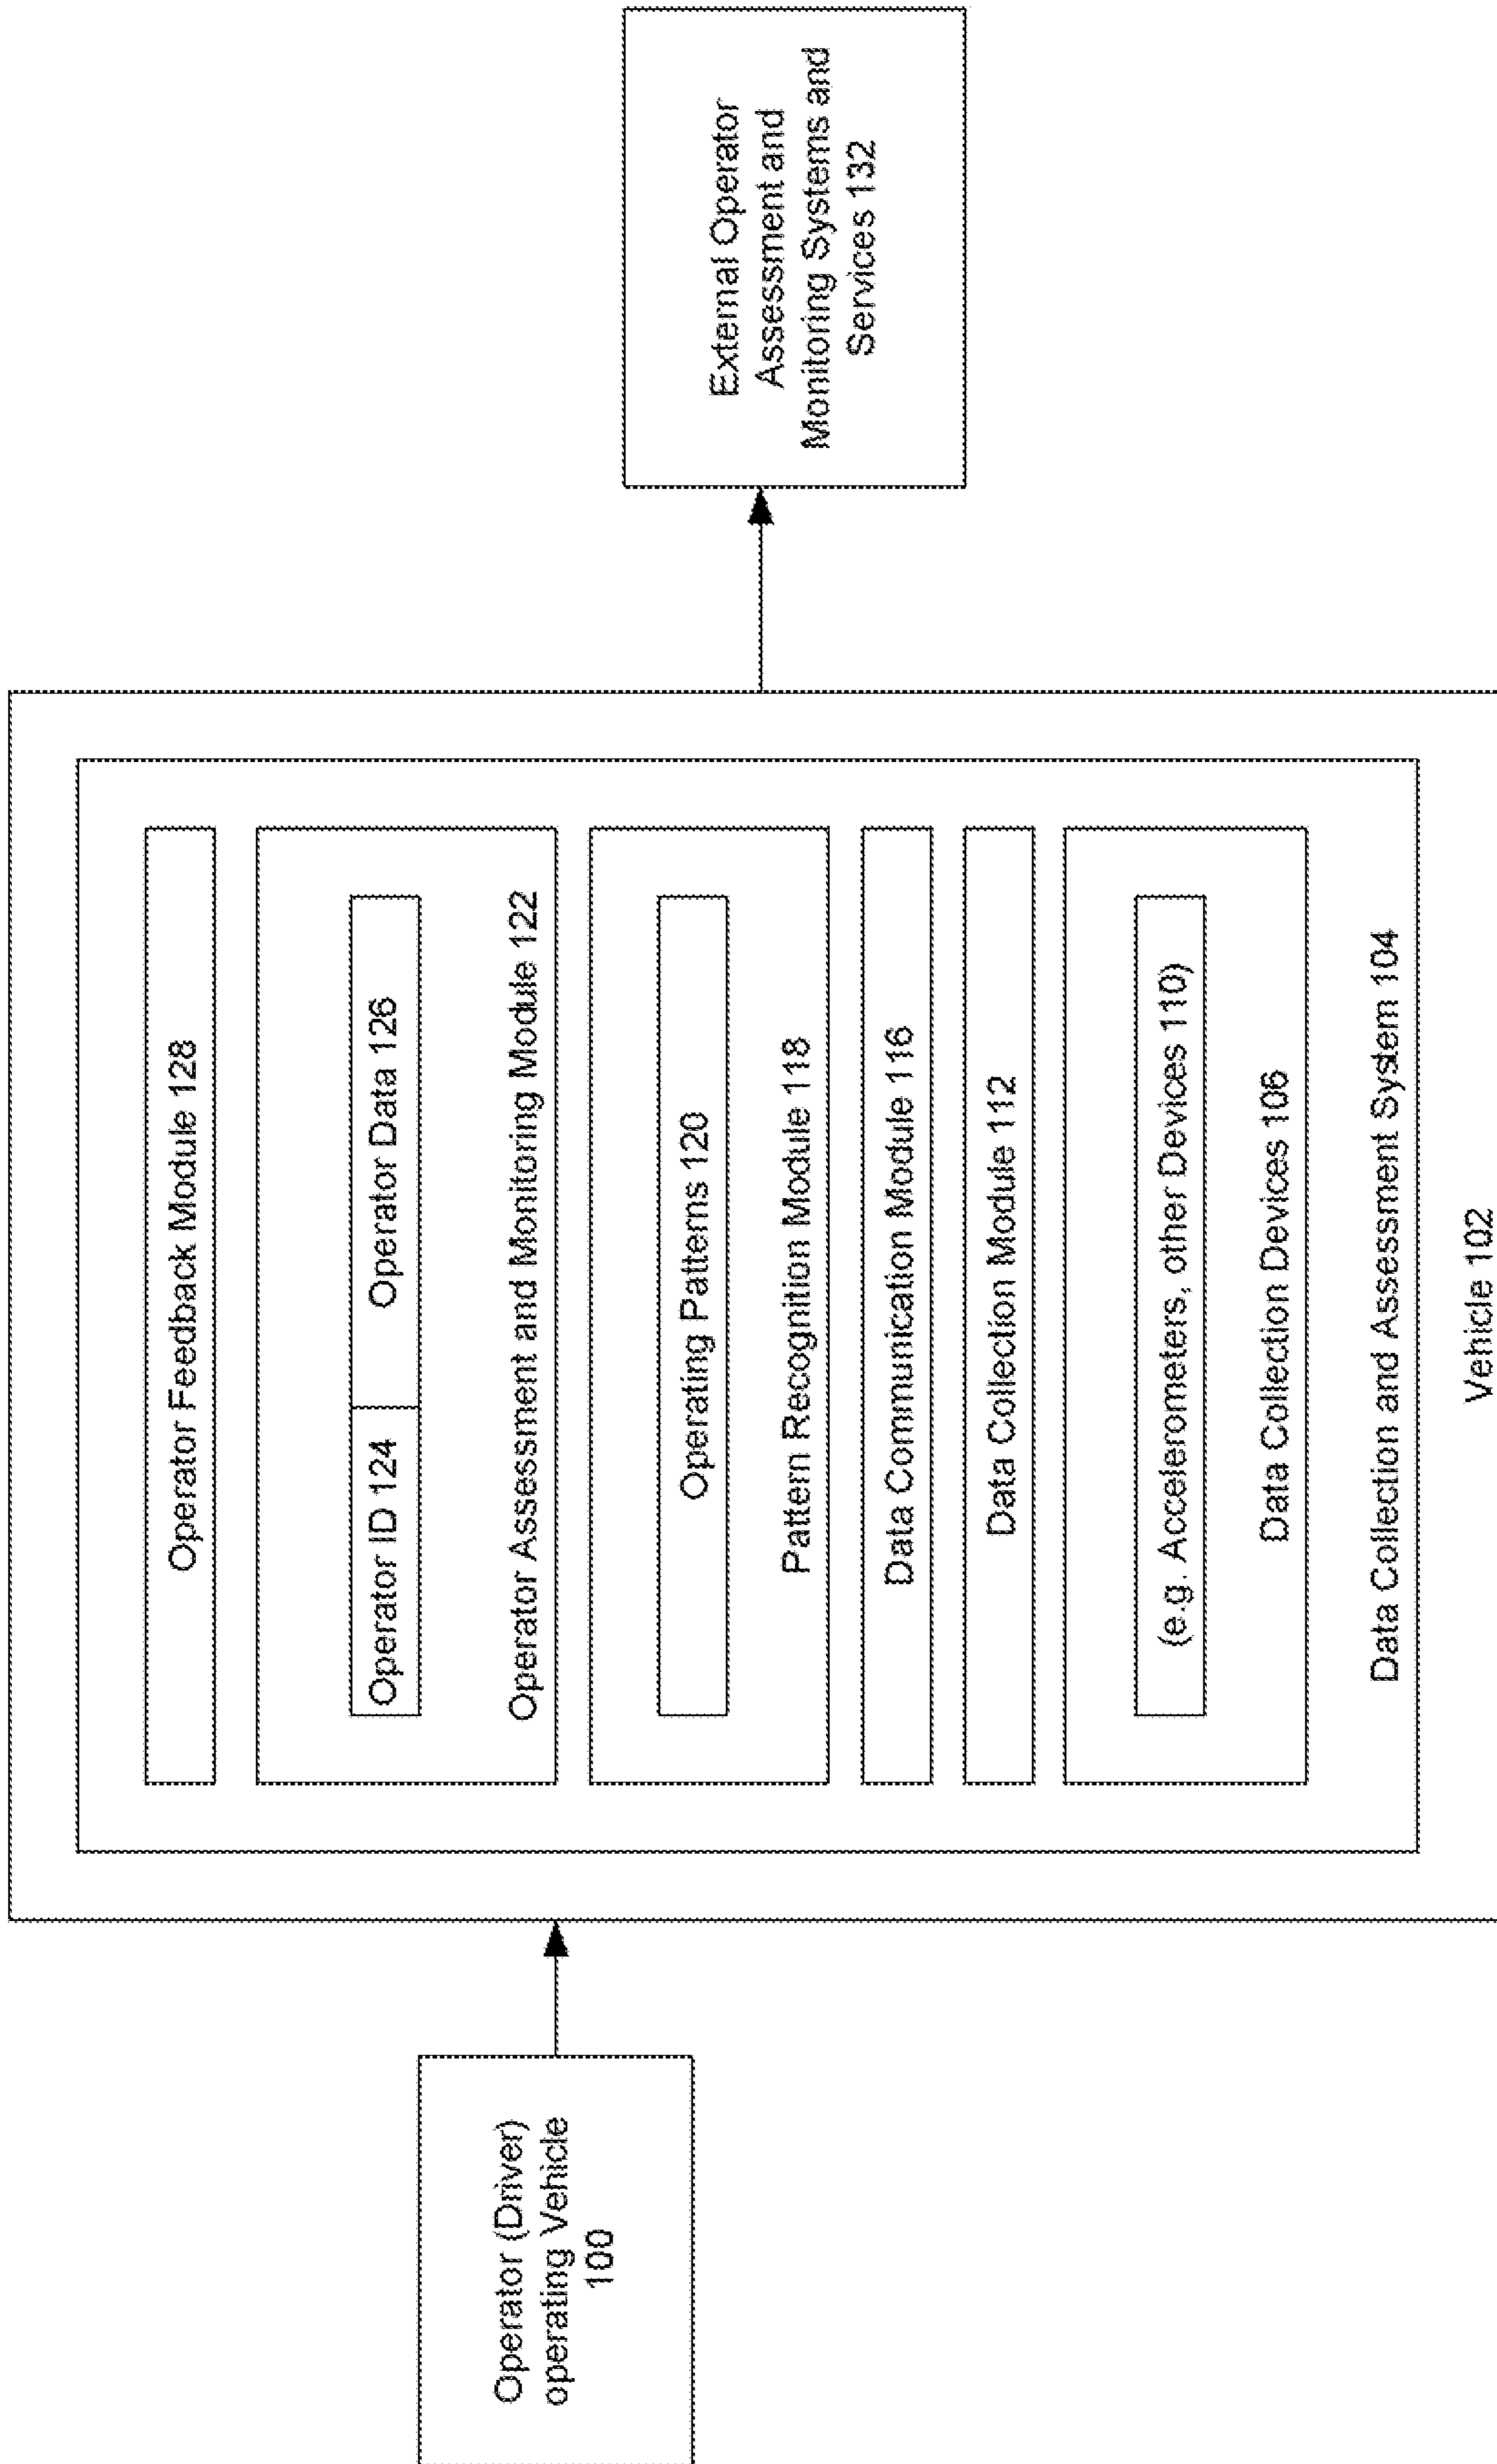 Operator (Driver)
operating Vehicle
100
Operator Feedback Module 128
Operator ID 124
Operator Data 126
Operator Assessment and Monitoring Module 122
Operating Patterns 120
Pattern Recognition Module 118
Data Communication Module 116
Data Collection Module 112
(e.g. Accelerometers, other Devices 110)
Data Collection Devices 106
Data Collection and Assessment System 104
Vehicle 102
External Operator
Assessment and
Monitoring Systems and
Services 132